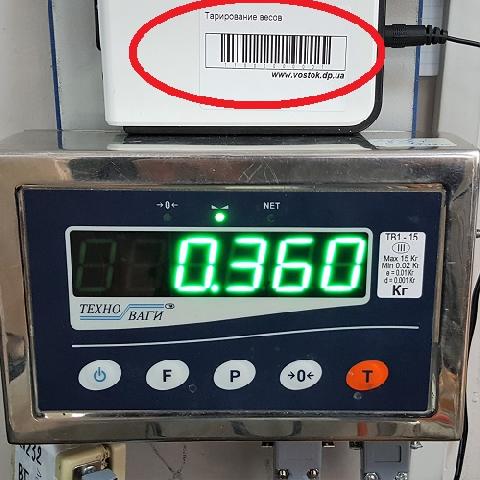 Тарирование весов
www.vostok.dp.ua
→0←
NET
0.360
ТВ1 - 15
III
Max 15 Кг
Min 0.02 Кг
e = 0.01Кг
d = 0.001Кг
Кг
ТЕХНО
ВАГИ
F
P
→0←
T